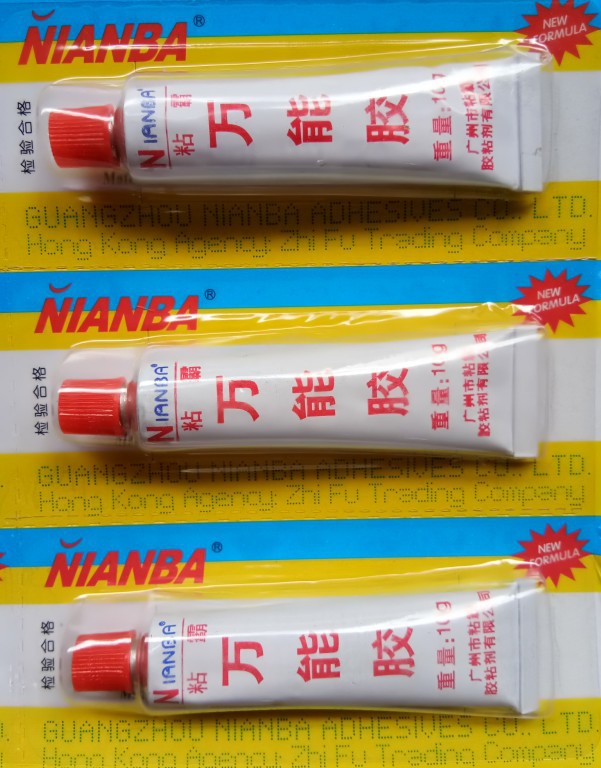 NIANBA®
NEW
FORMULA
检验合格
NIANBA®
粘霸
万能胶
重量:10g
广州市粘霸
胶粘剂有限公司
GUANGZHOU NIANBA ADHESIVES CO., LTD.
Hong Kong Agency: Zhi Fu Trading Company
NIANBA®
NEW
FORMULA
检验合格
NIANBA®
粘霸
万能胶
重量:10g
广州市粘霸
胶粘剂有限公司
GUANGZHOU NIANBA ADHESIVES CO., LTD.
Hong Kong Agency: Zhi Fu Trading Company
NIANBA®
NEW
FORMULA
检验合格
NIANBA®
粘霸
万能胶
重量:10g
广州市粘霸
胶粘剂有限公司
GUANGZHOU NIANBA ADHESIVES CO., LTD.
Hong Kong Agency: Zhi Fu Trading Company